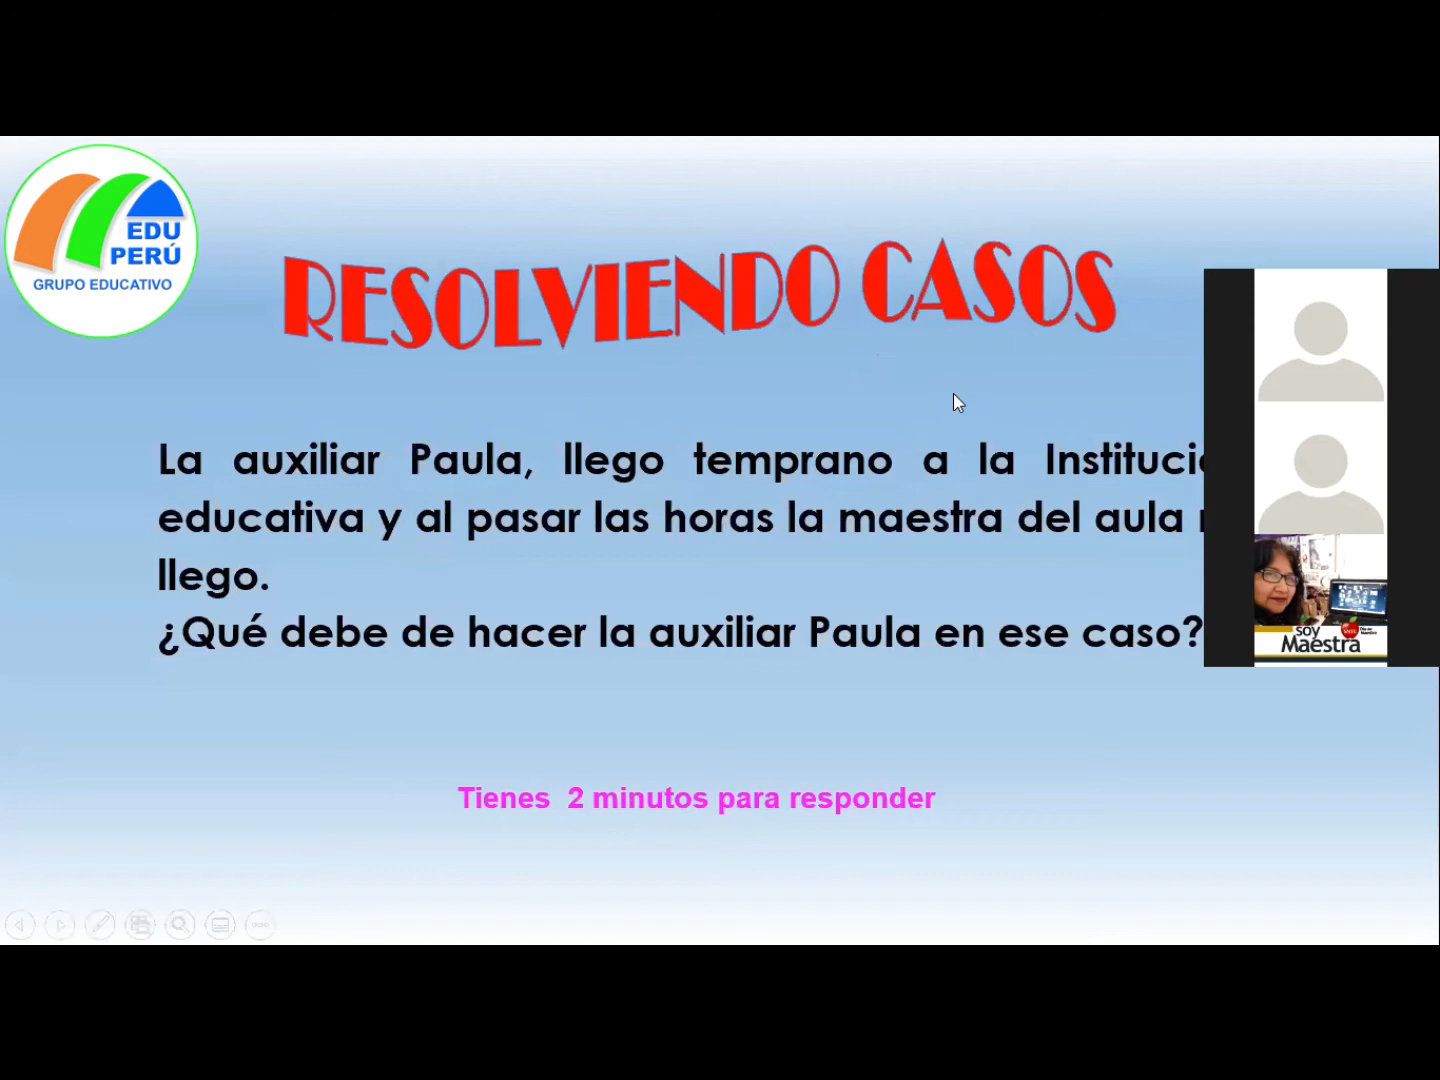 EDU
PERÚ
GRUPO EDUCATIVO
RESOLVIENDO CASOS
La auxiliar Paula, llego temprano a la
educativa y al pasar las horas la maestra del aula
llego.
¿Qué debe de hacer la auxiliar Paula en ese caso?
soy
Maestra
Tienes 2 minutos para responder